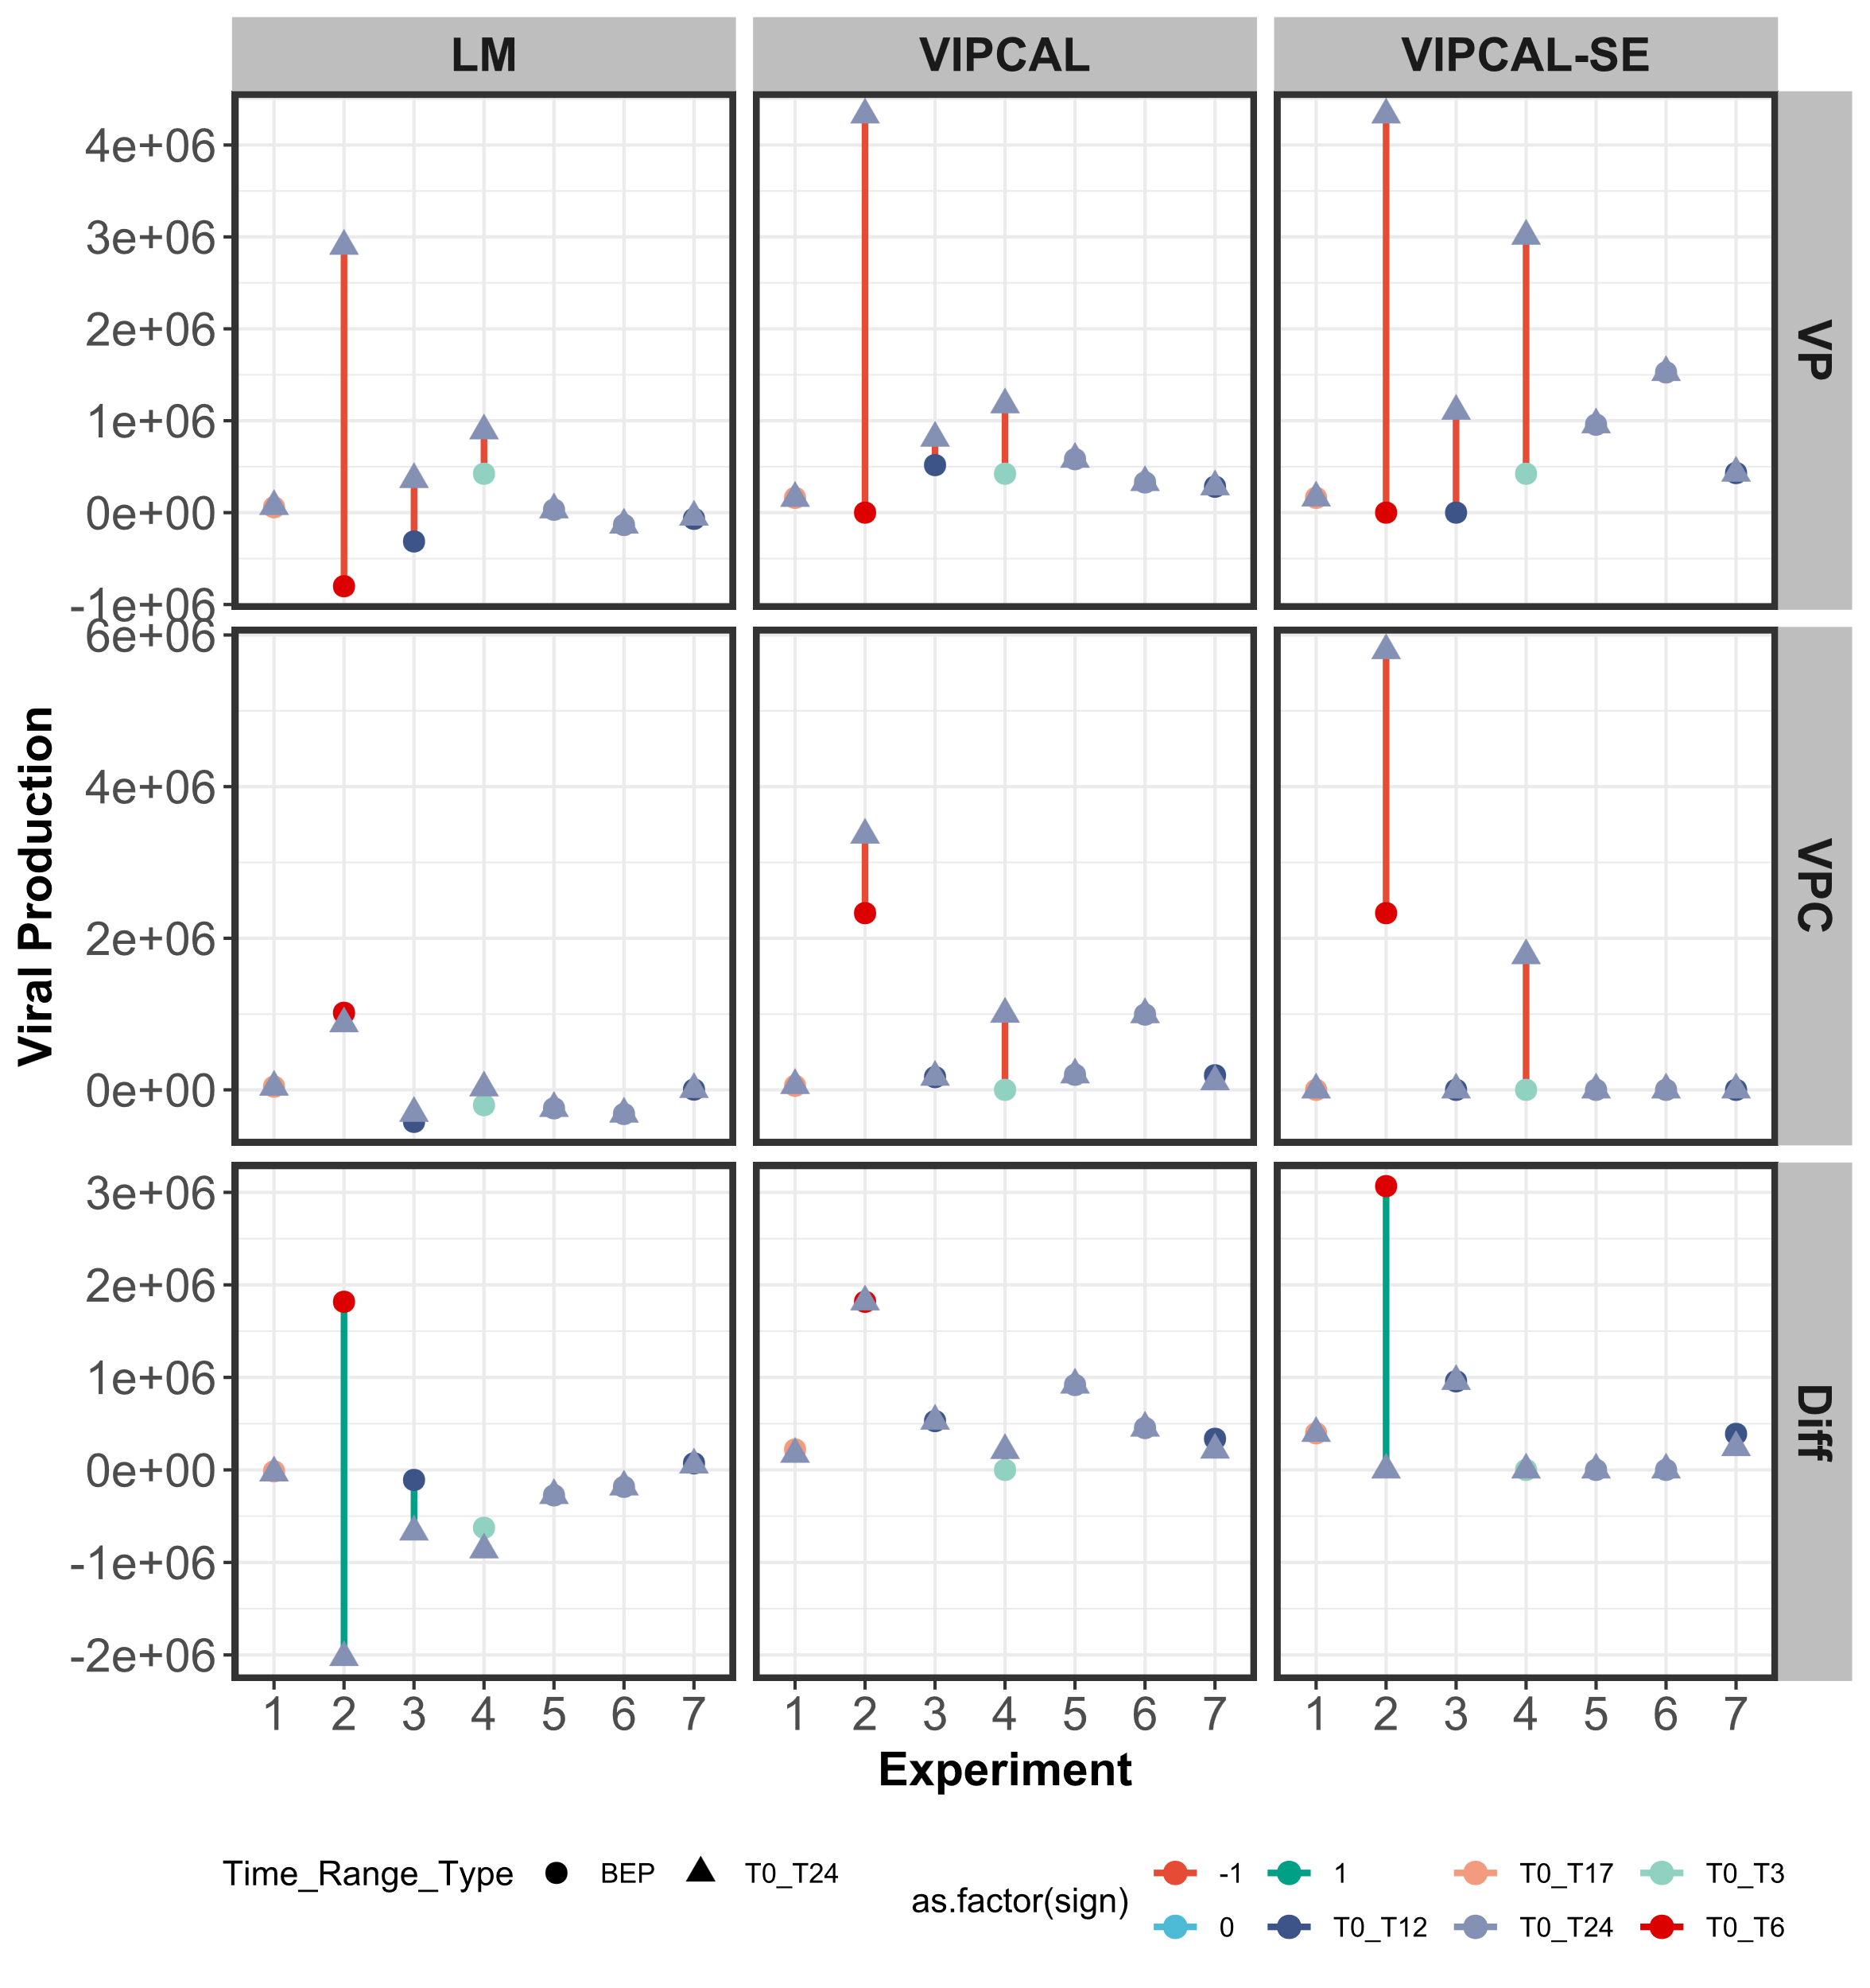 LM VIPCAL VIPCAL-SE
4e+06
3e+06
2e+06
1e+06
0e+00
-1e+06
VP
6e+06
4e+06
2e+06
0e+00
VPC
3e+06
2e+06
1e+06
0e+00
-1e+06
-2e+06
Diff
Viral Production
1 2 3 4 5 6 7 1 2 3 4 5 6 7 1 2 3 4 5 6 7
Experiment
Time_Range_Type BEP T0_T24
as.factor(sign)
-1 1 T0_T17 T0_T3
0 T0_T12 T0_T24 T0_T6